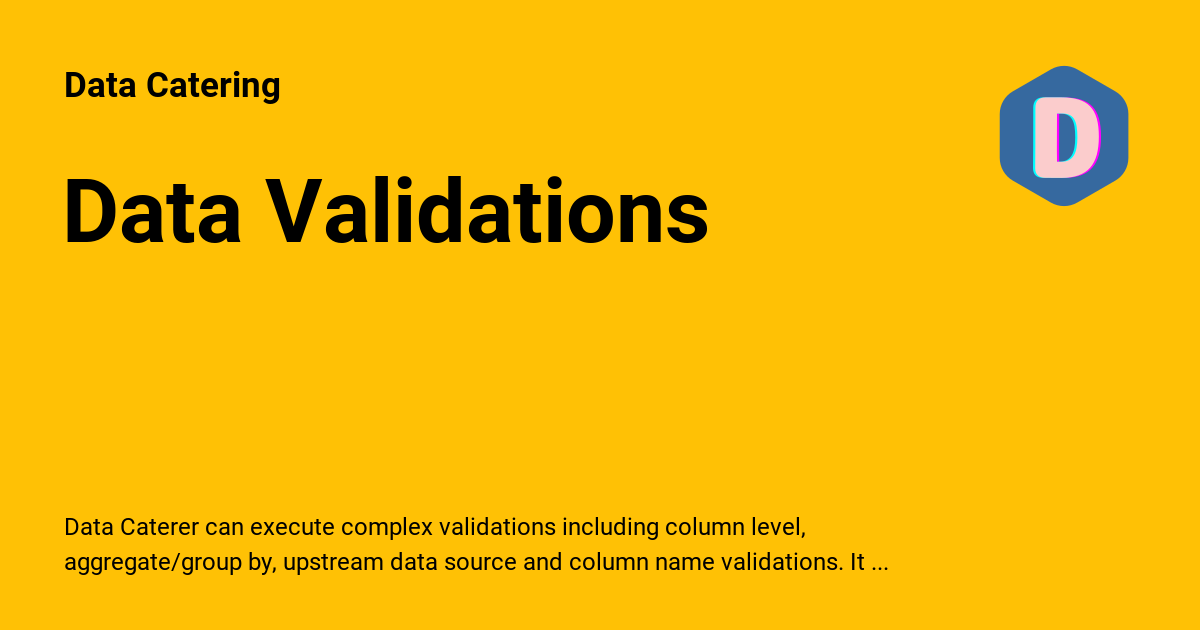 Data Catering
D
Data Validations
Data Caterer can execute complex validations including column level,
aggregate/group by, upstream data source and column name validations. It ...